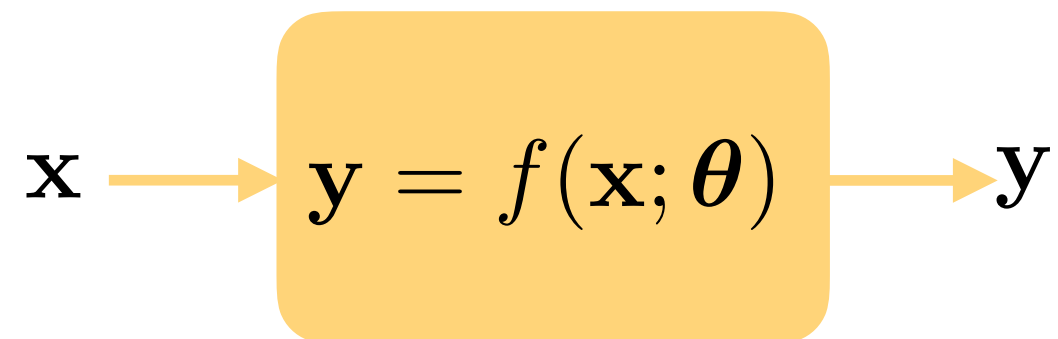 x
y = f(x; θ)
y